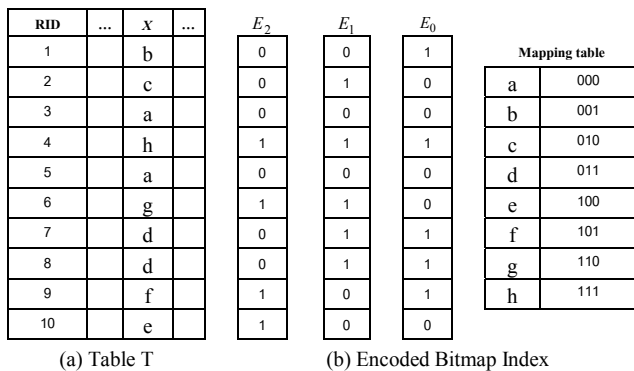 RID ... X ... E2 E1 E0
1 b 0 0 1 Mapping table
2 c 0 1 0 a 000
3 a 0 0 0 b 001
4 h 1 1 1 c 010
5 a 0 0 0 d 011
6 g 1 1 0 e 100
7 d 0 1 1 f 101
8 d 0 1 1 g 110
9 f 1 0 1 h 111
10 e 1 0 0
(a) Table T (b) Encoded Bitmap Index